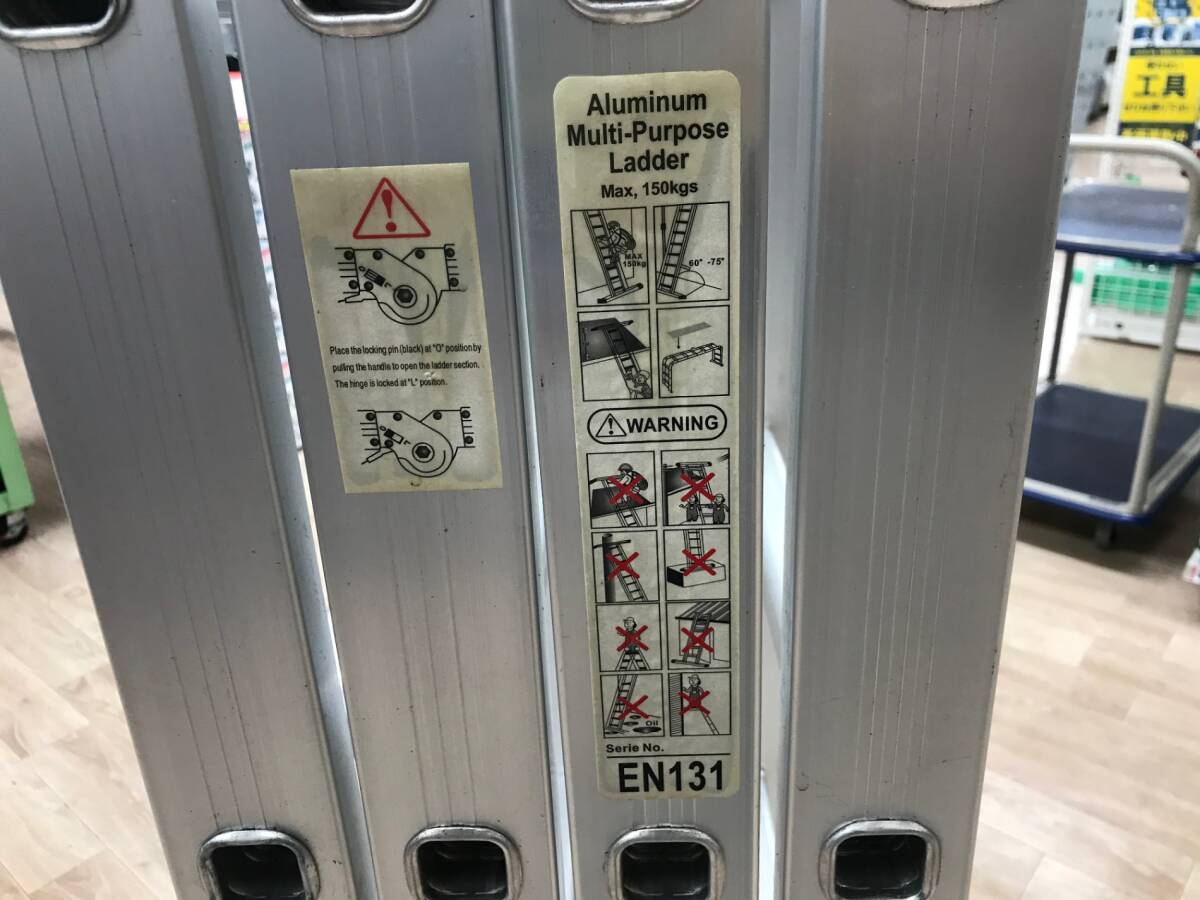 Aluminum
Multi-Purpose
Ladder
Max, 150kgs
MAX
150kg
60° -75°
WARNING
Oil
Serie No.
EN131
Place the locking pin (black) at "O" position by
pulling the handle to open the ladder section.
The hinge is locked at "L" position.
工具